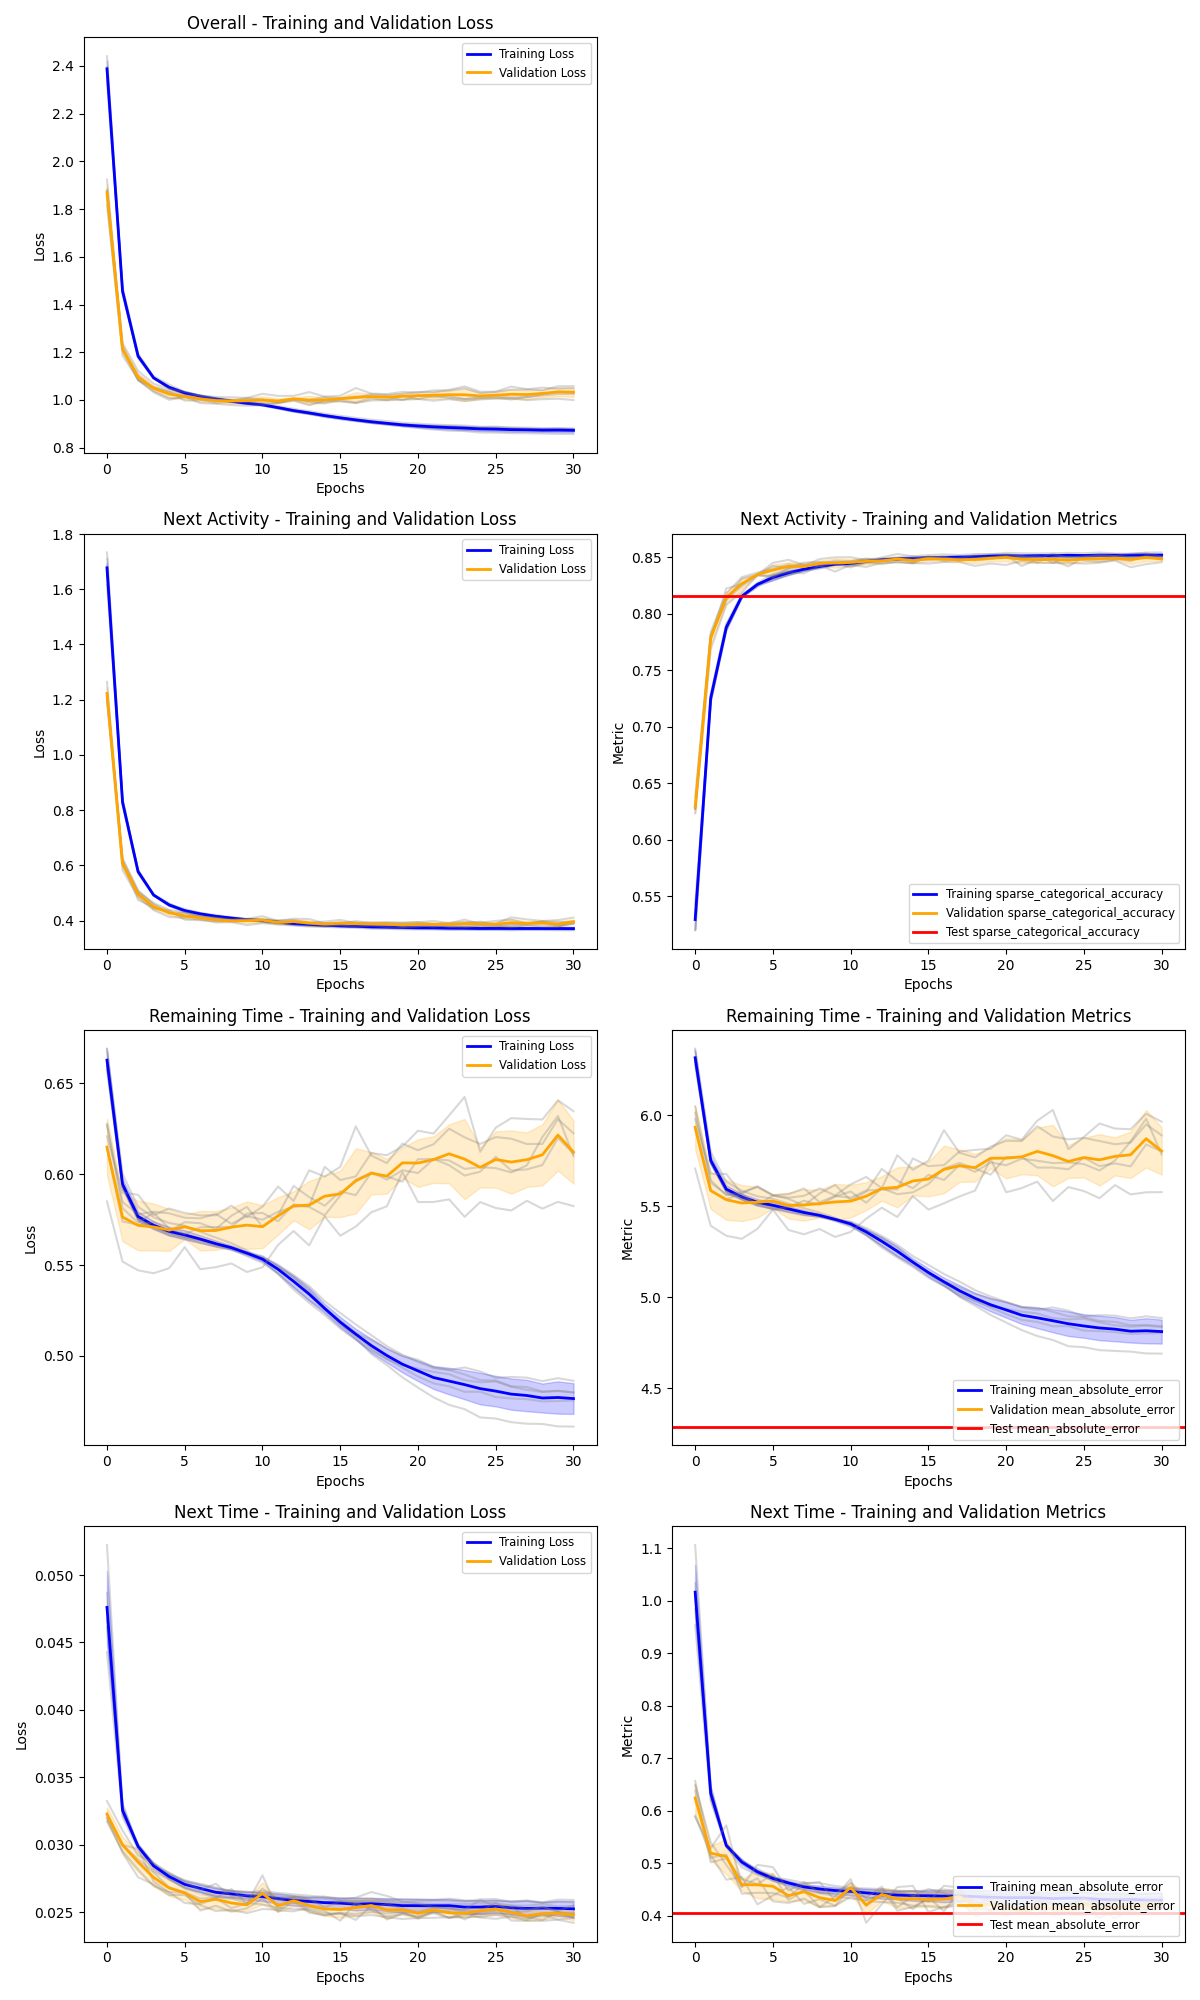 Overall - Training and Validation Loss
Training Loss
Validation Loss
Loss
2.4
2.2
2.0
1.8
1.6
1.4
1.2
1.0
0.8
0 5 10 15 20 25 30
Epochs
Next Activity - Training and Validation Loss
Training Loss
Validation Loss
Loss
1.8
1.6
1.4
1.2
1.0
0.8
0.6
0.4
0 5 10 15 20 25 30
Epochs
Next Activity - Training and Validation Metrics
Metric
0.85
0.80
0.75
0.70
0.65
0.60
0.55
Training sparse_categorical_accuracy
Validation sparse_categorical_accuracy
Test sparse_categorical_accuracy
0 5 10 15 20 25 30
Epochs
Remaining Time - Training and Validation Loss
Training Loss
Validation Loss
Loss
0.65
0.60
0.55
0.50
0 5 10 15 20 25 30
Epochs
Remaining Time - Training and Validation Metrics
Metric
6.0
5.5
5.0
4.5
Training mean_absolute_error
Validation mean_absolute_error
Test mean_absolute_error
0 5 10 15 20 25 30
Epochs
Next Time - Training and Validation Loss
Training Loss
Validation Loss
Loss
0.050
0.045
0.040
0.035
0.030
0.025
0 5 10 15 20 25 30
Epochs
Next Time - Training and Validation Metrics
Metric
1.1
1.0
0.9
0.8
0.7
0.6
0.5
0.4
Training mean_absolute_error
Validation mean_absolute_error
Test mean_absolute_error
0 5 10 15 20 25 30
Epochs